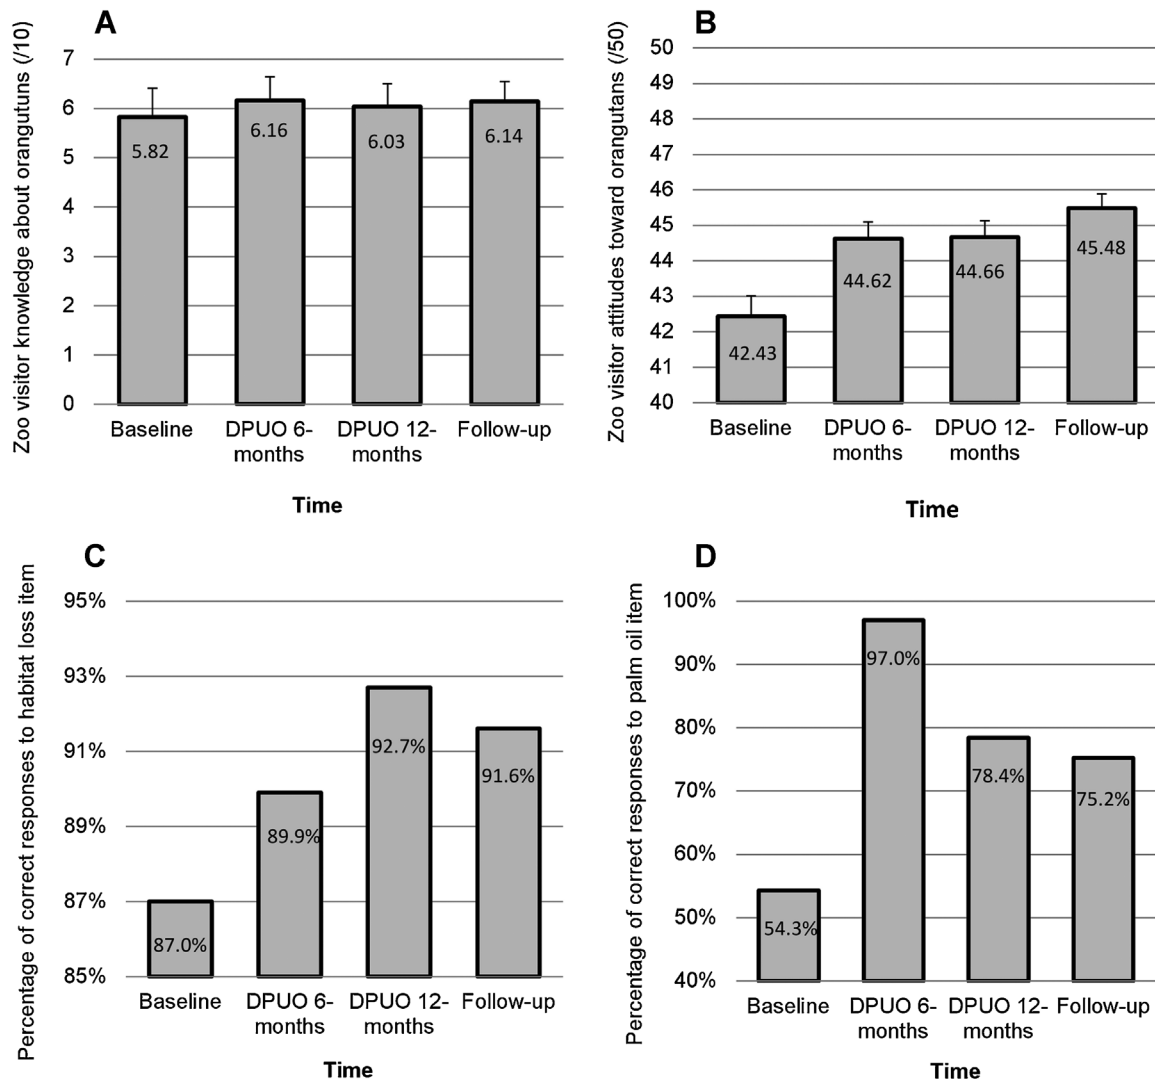 A
Zoo visitor knowledge about orangutuns (/10)
7
6
5
4
3
2
1
0
5.82
6.16
6.03
6.14
Baseline
DPUO 6-
months
DPUO 12-
months
Follow-up
Time
B
Zoo visitor attitudes toward orangutans (/50)
50
49
48
47
46
45
44
43
42
41
40
42.43
44.62
44.66
45.48
Baseline
DPUO 6-
months
DPUO 12-
months
Follow-up
Time
C
Percentage of correct responses to habitat loss item
95%
93%
91%
89%
87%
85%
87.0%
89.9%
92.7%
91.6%
Baseline
DPUO 6-
months
DPUO 12-
months
Follow-up
Time
D
Percentage of correct responses to palm oil item
100%
90%
80%
70%
60%
50%
40%
54.3%
97.0%
78.4%
75.2%
Baseline
DPUO 6-
months
DPUO 12-
months
Follow-up
Time